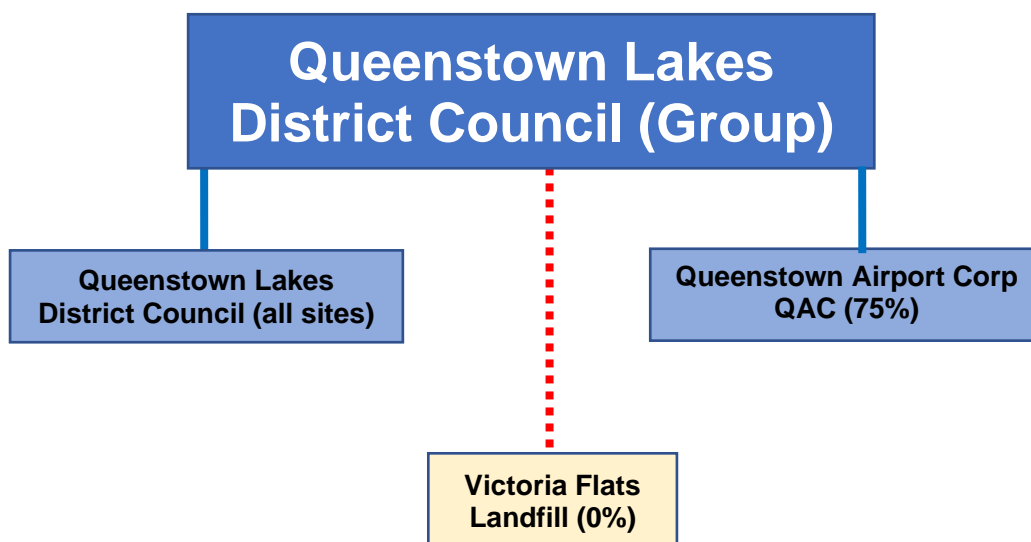 Queenstown Lakes
District Council (Group)
Queenstown Lakes
District Council (all sites)
Queenstown Airport Corp
QAC (75%)
Victoria Flats
Landfill (0%)